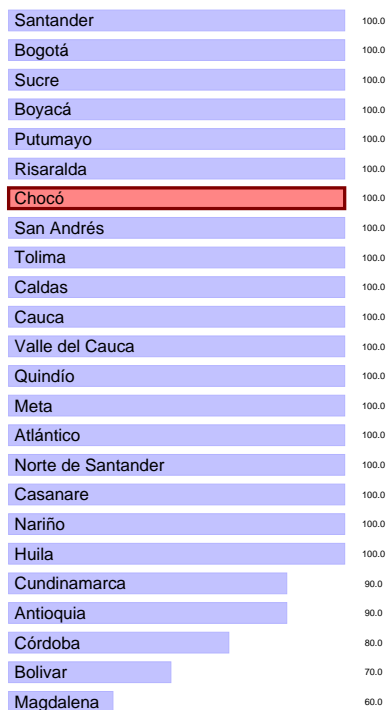 Santander 100.0
Bogotá 100.0
Sucre 100.0
Boyacá 100.0
Putumayo 100.0
Risaralda 100.0
Chocó 100.0
San Andrés 100.0
Tolima 100.0
Caldas 100.0
Cauca 100.0
Valle del Cauca 100.0
Quindío 100.0
Meta 100.0
Atlántico 100.0
Norte de Santander 100.0
Casanare 100.0
Nariño 100.0
Huila 100.0
Cundinamarca 90.0
Antioquia 90.0
Córdoba 80.0
Bolivar 70.0
Magdalena 60.0